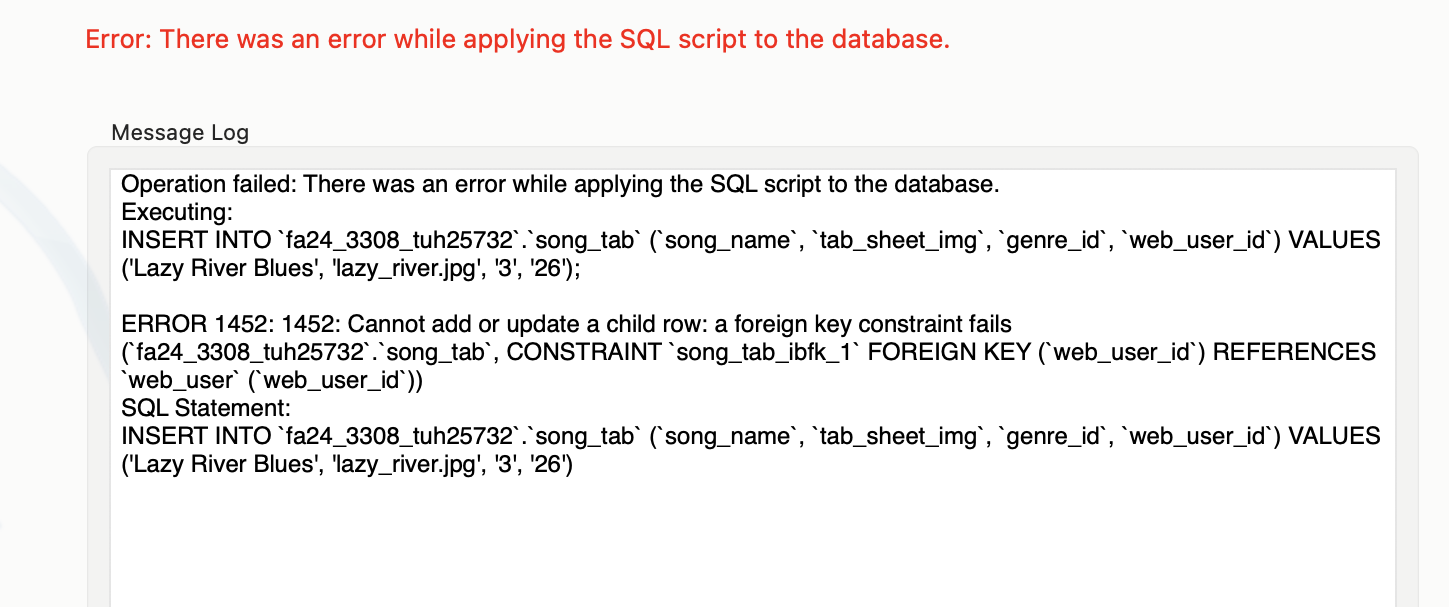 Error: There was an error while applying the SQL script to the database.
Message Log
Operation failed: There was an error while applying the SQL script to the database.
Executing:
INSERT INTO `fa24_3308_tuh25732`.`song_tab` (`song_name`, `tab_sheet_img`, `genre_id`, `web_user_id`) VALUES
('Lazy River Blues', 'lazy_river.jpg', '3', '26');
ERROR 1452: 1452: Cannot add or update a child row: a foreign key constraint fails
(`fa24_3308_tuh25732`.`song_tab`, CONSTRAINT `song_tab_ibfk_1` FOREIGN KEY (`web_user_id`) REFERENCES
`web_user` (`web_user_id`))
SQL Statement:
INSERT INTO `fa24_3308_tuh25732`.`song_tab` (`song_name`, `tab_sheet_img`, `genre_id`, `web_user_id`) VALUES
('Lazy River Blues', 'lazy_river.jpg', '3', '26')